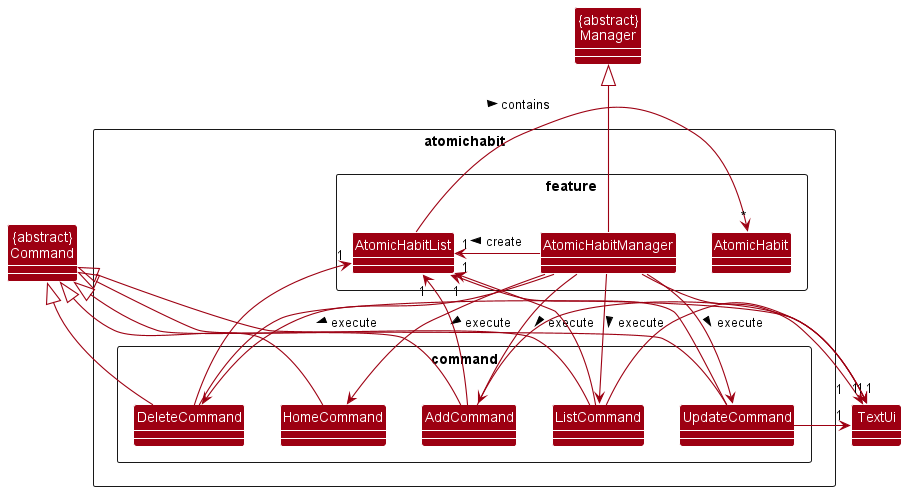 {abstract}
Manager
contains
atomichabit
feature
*
{abstract}
Command
AtomicHabitList
1
1
create
AtomicHabitManager
AtomicHabit
1
1
1
execute
execute
execute
execute
execute
command
1
1
1
1
1
DeleteCommand
HomeCommand
AddCommand
ListCommand
UpdateCommand
TextUi